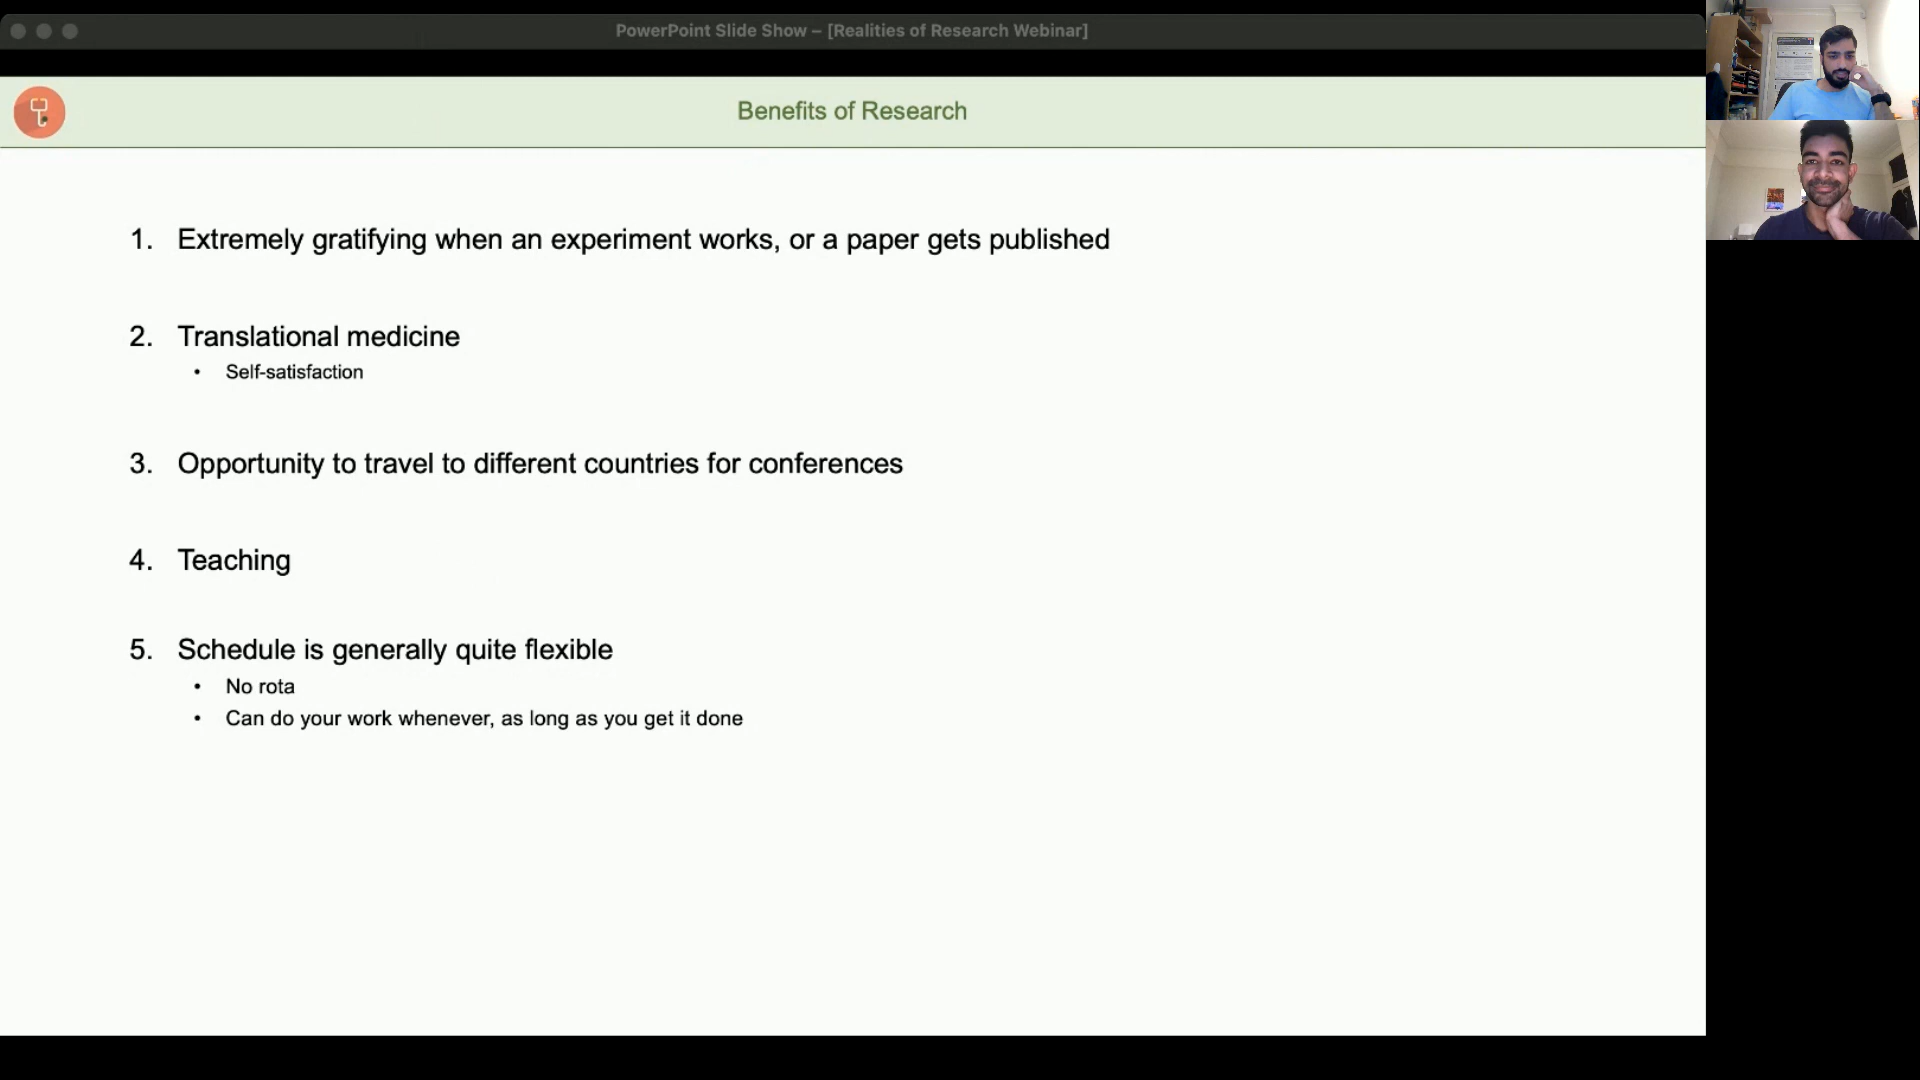 PowerPoint Slide Show – [Realities of Research Webinar]
Benefits of Research
1. Extremely gratifying when an experiment works, or a paper gets published
2. Translational medicine
• Self-satisfaction
3. Opportunity to travel to different countries for conferences
4. Teaching
5. Schedule is generally quite flexible
• No rota
• Can do your work whenever, as long as you get it done